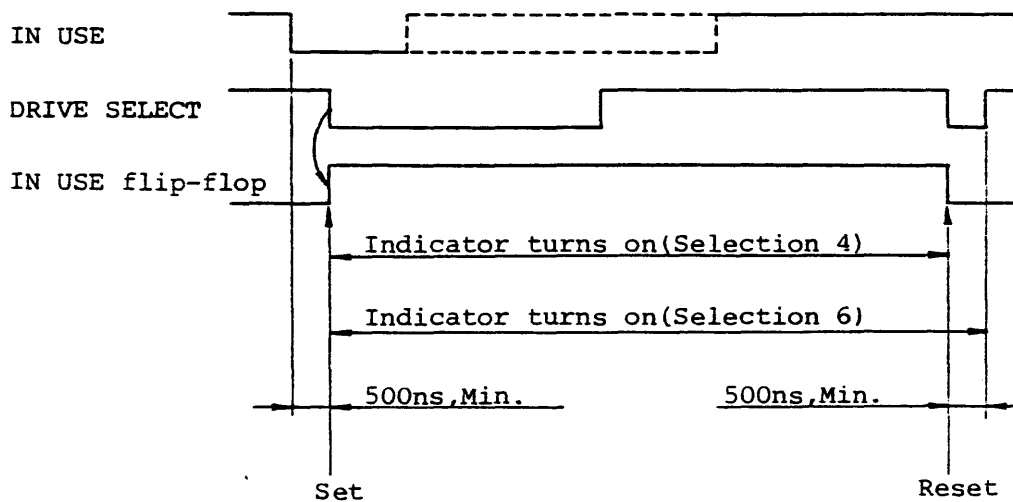 IN USE
DRIVE SELECT
IN USE flip-flop
Indicator turns on(Selection 4)
Indicator turns on(Selection 6)
500ns,Min.
500ns,Min.
Set
Reset